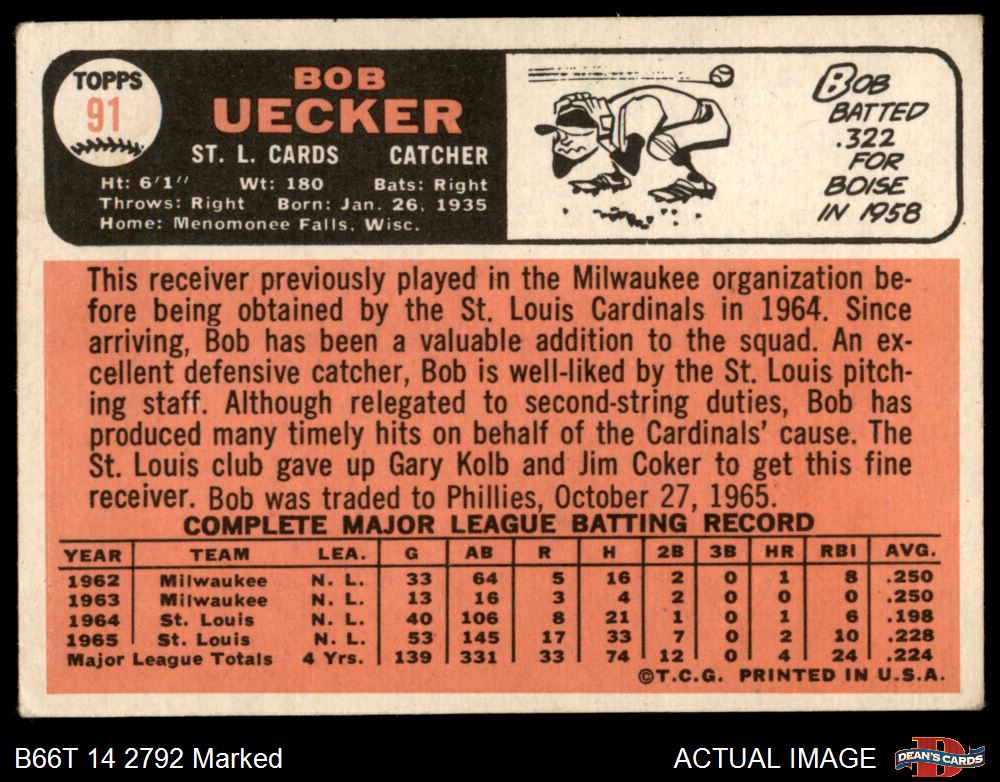 TOPPS
91
BOB
UECKER
ST. L. CARDS CATCHER
Ht: 6'1" Wt: 180 Bats: Right
Throws: Right Born: Jan. 26, 1935
Home: Menomonee Falls, Wisc.
BOB
BATTED
.322
FOR
BOISE
IN 1958
This receiver previously played in the Milwaukee organization be-
fore being obtained by the St. Louis Cardinals in 1964. Since
arriving, Bob has been a valuable addition to the squad. An ex-
cellent defensive catcher, Bob is well-liked by the St. Louis pitch-
ing staff. Although relegated to second-string duties, Bob has
produced many timely hits on behalf of the Cardinals' cause. The
St. Louis club gave up Gary Kolb and Jim Coker to get this fine
receiver. Bob was traded to Phillies, October 27, 1965.
COMPLETE MAJOR LEAGUE BATTING RECORD
YEAR TEAM LEA. G AB R H 2B 3B HR RBI AVG.
1962 Milwaukee N. L. 33 64 5 16 2 0 1 8 .250
1963 Milwaukee N. L. 13 16 3 4 2 0 0 0 .250
1964 St. Louis N. L. 40 106 8 21 1 0 1 6 .198
1965 St. Louis N. L. 53 145 17 33 7 0 2 10 .228
Major League Totals 4 Yrs. 139 331 33 74 12 0 4 24 .224
©T.C.G. PRINTED IN U.S.A.
B66T 14 2792 Marked
ACTUAL IMAGE
D
DEAN'S CARDS